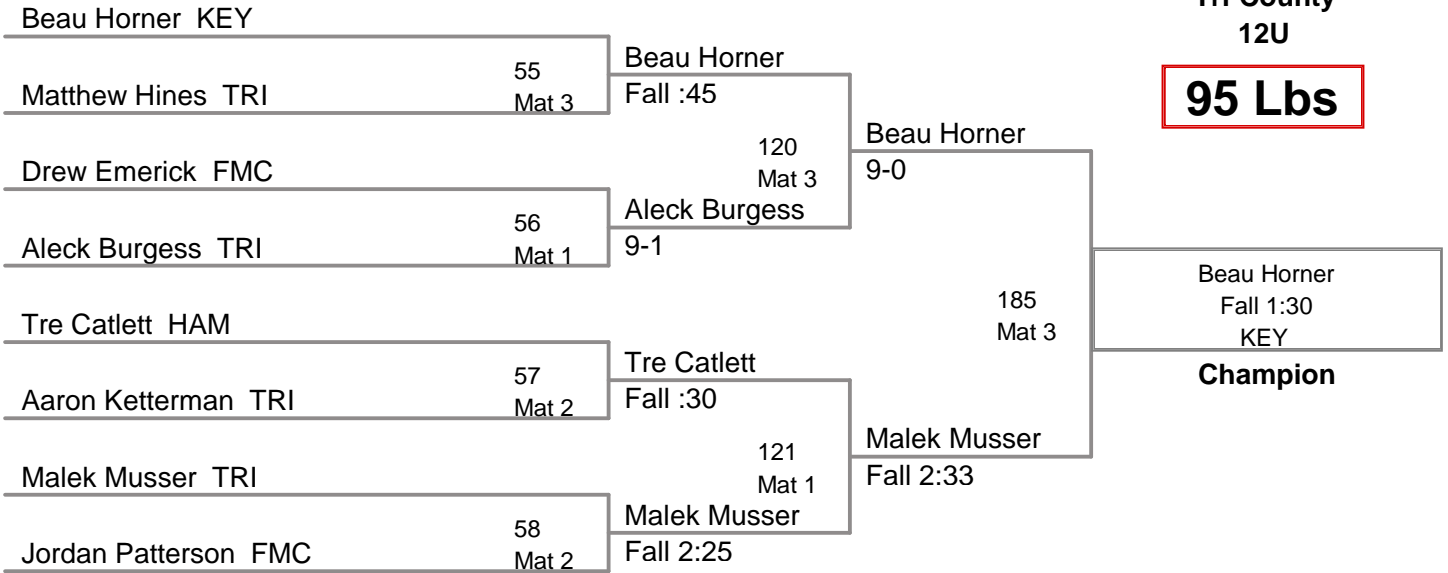 Beau Horner KEY
Matthew Hines TRI
55
Mat 3
Beau Horner
Fall :45
Drew Emerick FMC
Aleck Burgess TRI
56
Mat 1
Aleck Burgess
9-1
120
Mat 3
Beau Horner
9-0
Tre Catlett HAM
Aaron Ketterman TRI
57
Mat 2
Tre Catlett
Fall :30
Malek Musser TRI
Jordan Patterson FMC
58
Mat 2
Malek Musser
Fall 2:25
121
Mat 1
Malek Musser
Fall 2:33
185
Mat 3
County
12U
95 Lbs
Beau Horner
Fall 1:30
KEY
Champion